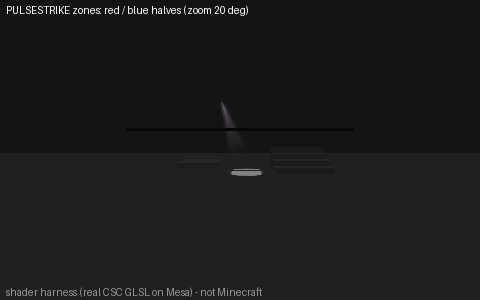 PULSESTRIKE zones: red / blue halves (zoom 20 deg)
shader harness (real CSC GLSL on Mesa) - not Minecraft